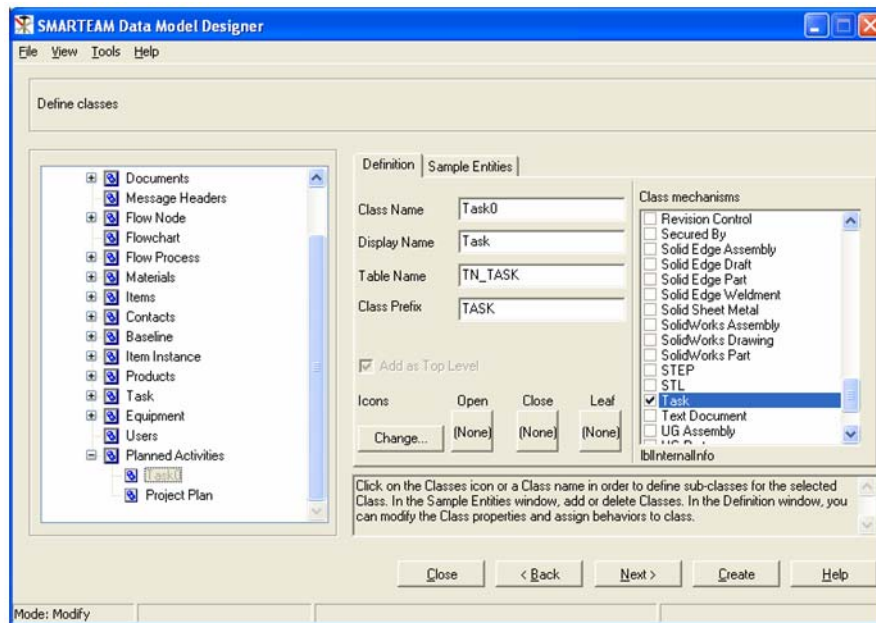 SMARTEAM Data Model Designer
File View Tools Help
Define classes
Documents
Message Headers
Flow Node
Flowchart
Flow Process
Materials
Items
Contacts
Baseline
Item Instance
Products
Task
Equipment
Users
Planned Activities
Task0
Project Plan
Definition Sample Entities
Class Name Task0
Display Name Task
Table Name TN_TASK
Class Prefix TASK
Add as Top Level
Icons Open Close Leaf
Change... (None) (None) (None)
Class mechanisms
Revision Control
Secured By
Solid Edge Assembly
Solid Edge Draft
Solid Edge Part
Solid Edge Weldment
Solid Sheet Metal
SolidWorks Assembly
SolidWorks Drawing
SolidWorks Part
STEP
STL
Task
Text Document
UG Assembly
lblInternalInfo
Click on the Classes icon or a Class name in order to define sub-classes for the selected
Class. In the Sample Entities window, add or delete Classes. In the Definition window, you
can modify the Class properties and assign behaviors to class.
Close < Back Next > Create Help
Mode: Modify